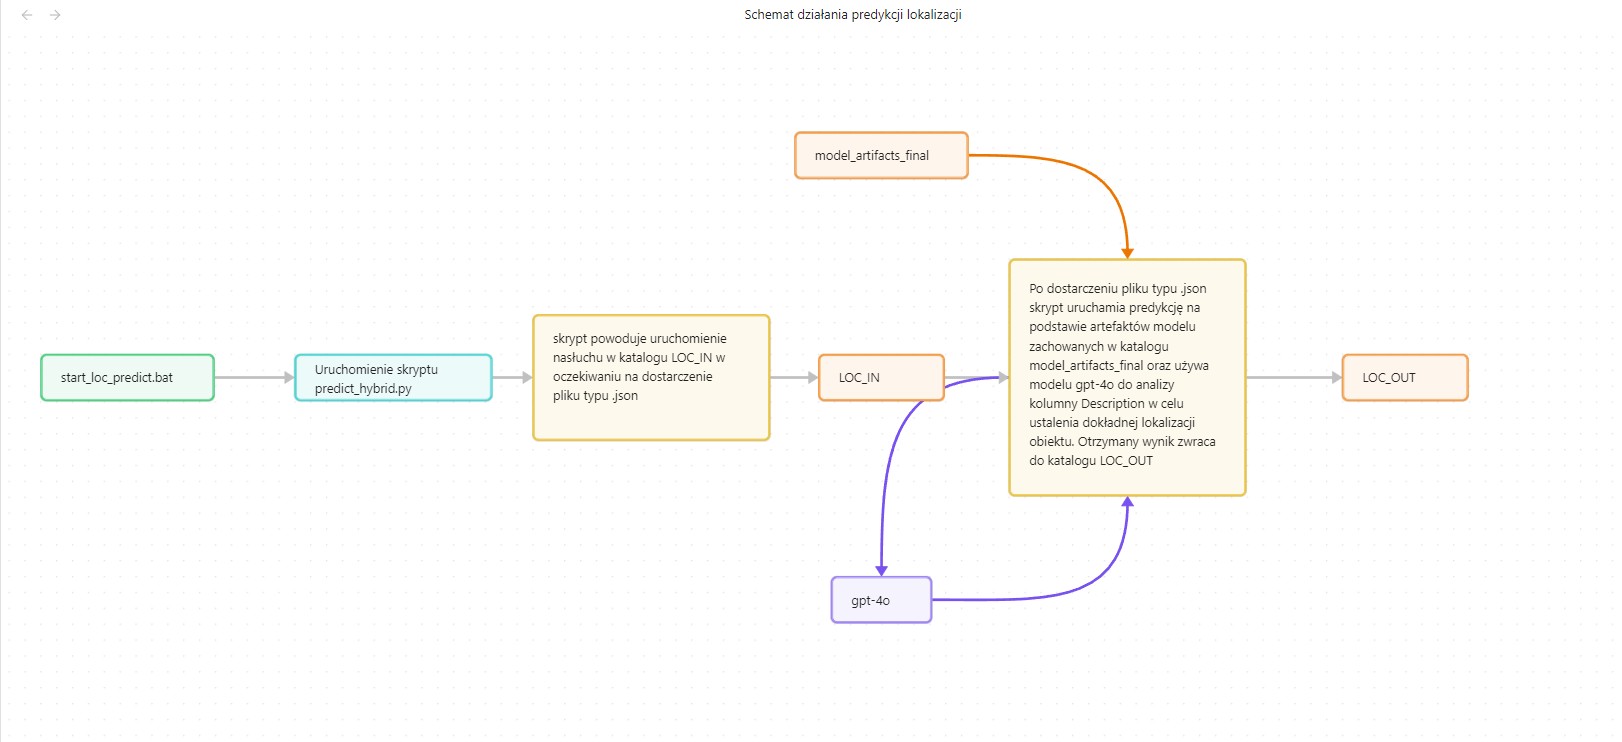 Schemat działania predykcji lokalizacji
model_artifacts_final
start_loc_predict.bat
Uruchomienie skryptu
predict_hybrid.py
skrypt powoduje uruchomienie
nasłuchu w katalogu LOC_IN w
oczekiwaniu na dostarczenie
pliku typu .json
LOC_IN
Po dostarczeniu pliku typu .json
skrypt uruchamia predykcję na
podstawie artefaktów modelu
zachowanych w katalogu
model_artifacts_final oraz używa
modelu gpt-4o do analizy
kolumny Description w celu
ustalenia dokładnej lokalizacji
obiektu. Otrzymany wynik zwraca
do katalogu LOC_OUT
LOC_OUT
gpt-4o